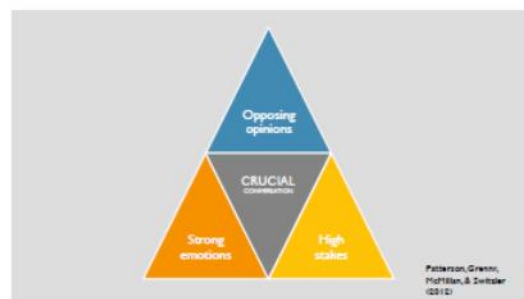 Opposing
opinions
CRUCIAL
CONVERSATION
Strong
emotions
High
stakes
Patterson, Grenny,
McMillan, & Switzler
(2012)